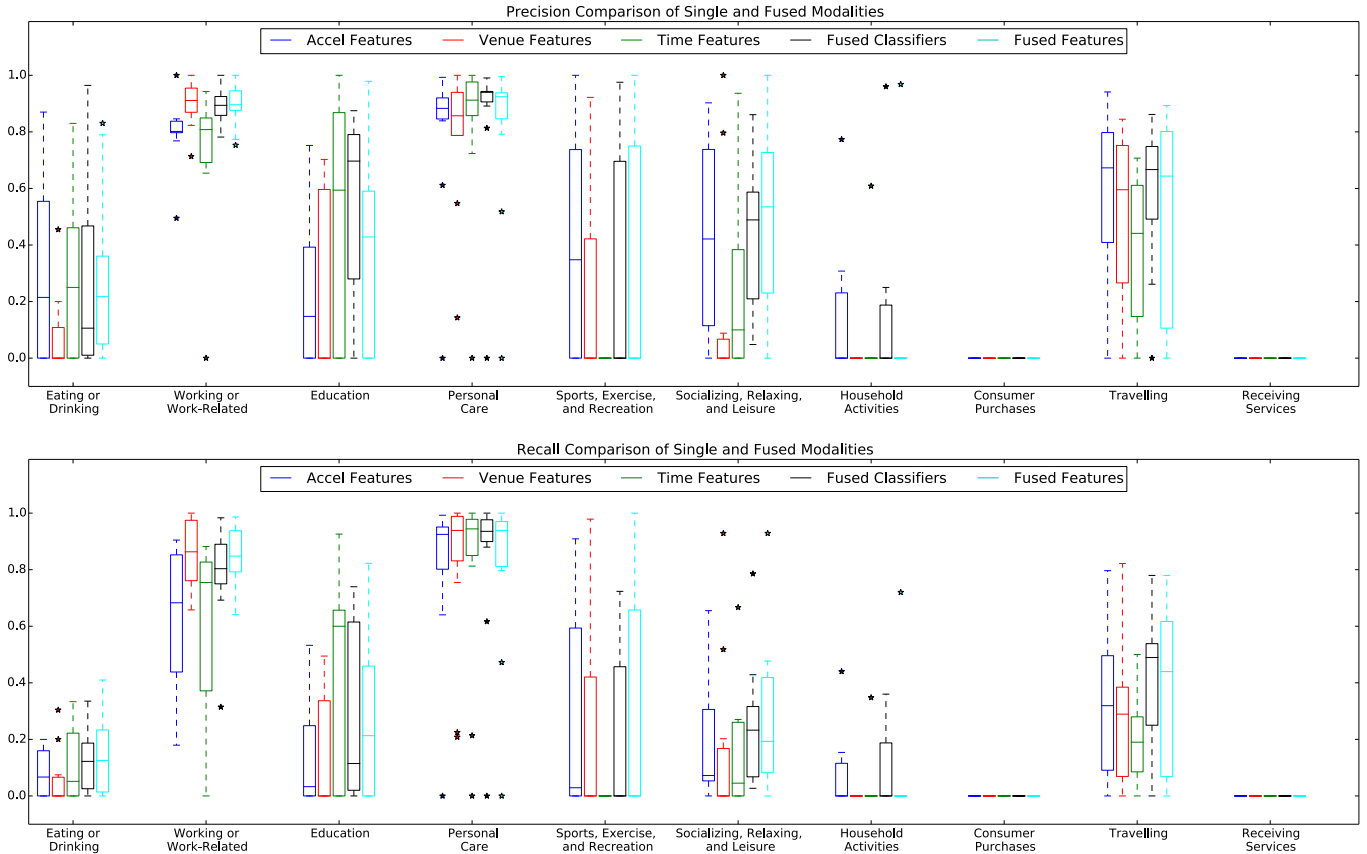 Precision Comparison of Single and Fused Modalities
Accel Features Venue Features Time Features Fused Classifiers Fused Features
1.0
0.8
0.6
0.4
0.2
0.0
Eating or
Drinking
Working or
Work-Related
Education
Personal
Care
Sports, Exercise,
and Recreation
Socializing, Relaxing,
and Leisure
Household
Activities
Consumer
Purchases
Travelling
Receiving
Services
Recall Comparison of Single and Fused Modalities
Accel Features Venue Features Time Features Fused Classifiers Fused Features
1.0
0.8
0.6
0.4
0.2
0.0
Eating or
Drinking
Working or
Work-Related
Education
Personal
Care
Sports, Exercise,
and Recreation
Socializing, Relaxing,
and Leisure
Household
Activities
Consumer
Purchases
Travelling
Receiving
Services